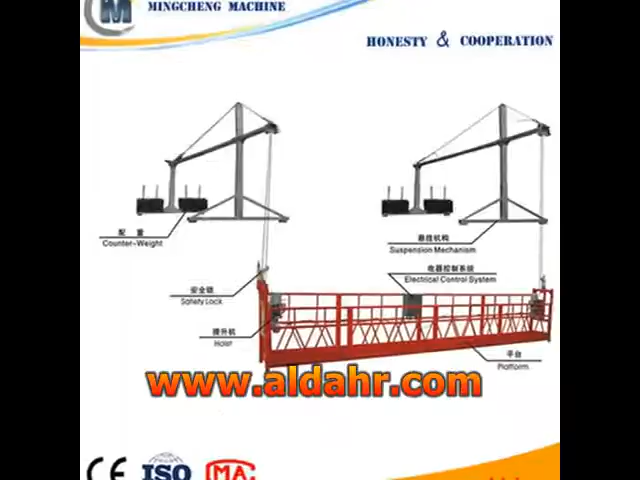 MINGCHENG MACHINE
HONESTY & COOPERATION
配 重
Counter-Weight
悬挂机构
Suspension Mechanism
电器控制系统
Electrical Control System
安全锁
Safety Lock
提升机
Hoist
平台
Platform
www.aldahr.com
CE ISO MA